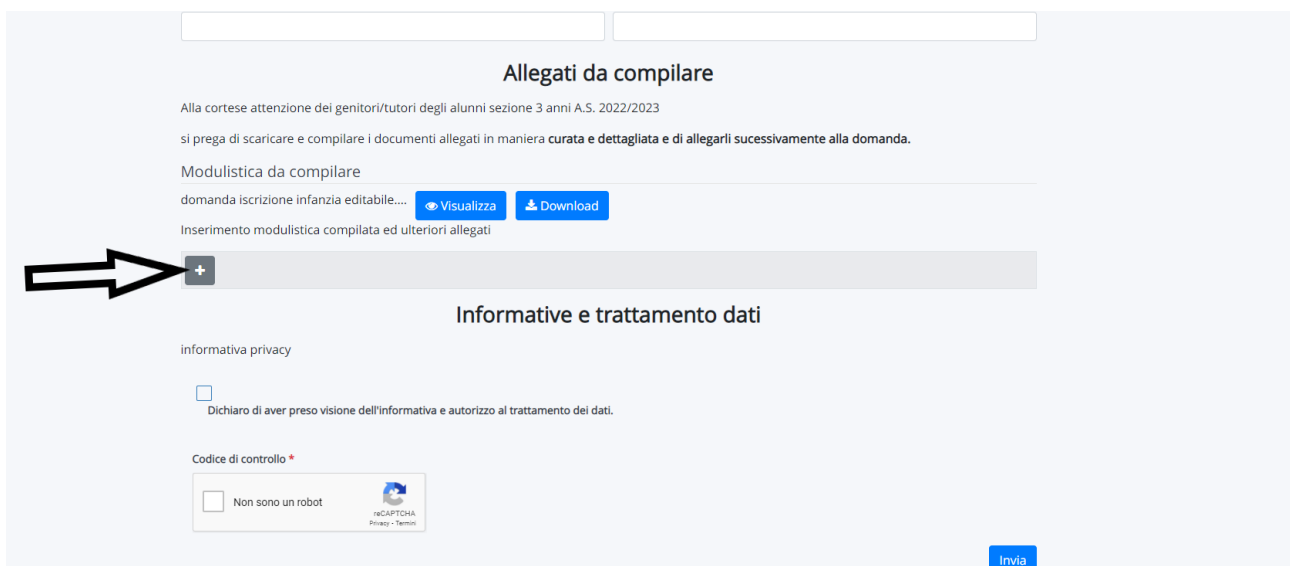 Allegati da compilare
Alla cortese attenzione dei genitori/tutori degli alunni sezione 3 anni A.S. 2022/2023
si prega di scaricare e compilare i documenti allegati in maniera curata e dettagliata e di allegarli sucessivamente alla domanda.
Modulistica da compilare
domanda iscrizione infanzia editabile.... Visualizza Download
Inserimento modulistica compilata ed ulteriori allegati
+
Informative e trattamento dati
informativa privacy
Dichiaro di aver preso visione dell'informativa e autorizzo al trattamento dei dati.
Codice di controllo *
Non sono un robot
reCAPTCHA
Privacy - Termini
Invia